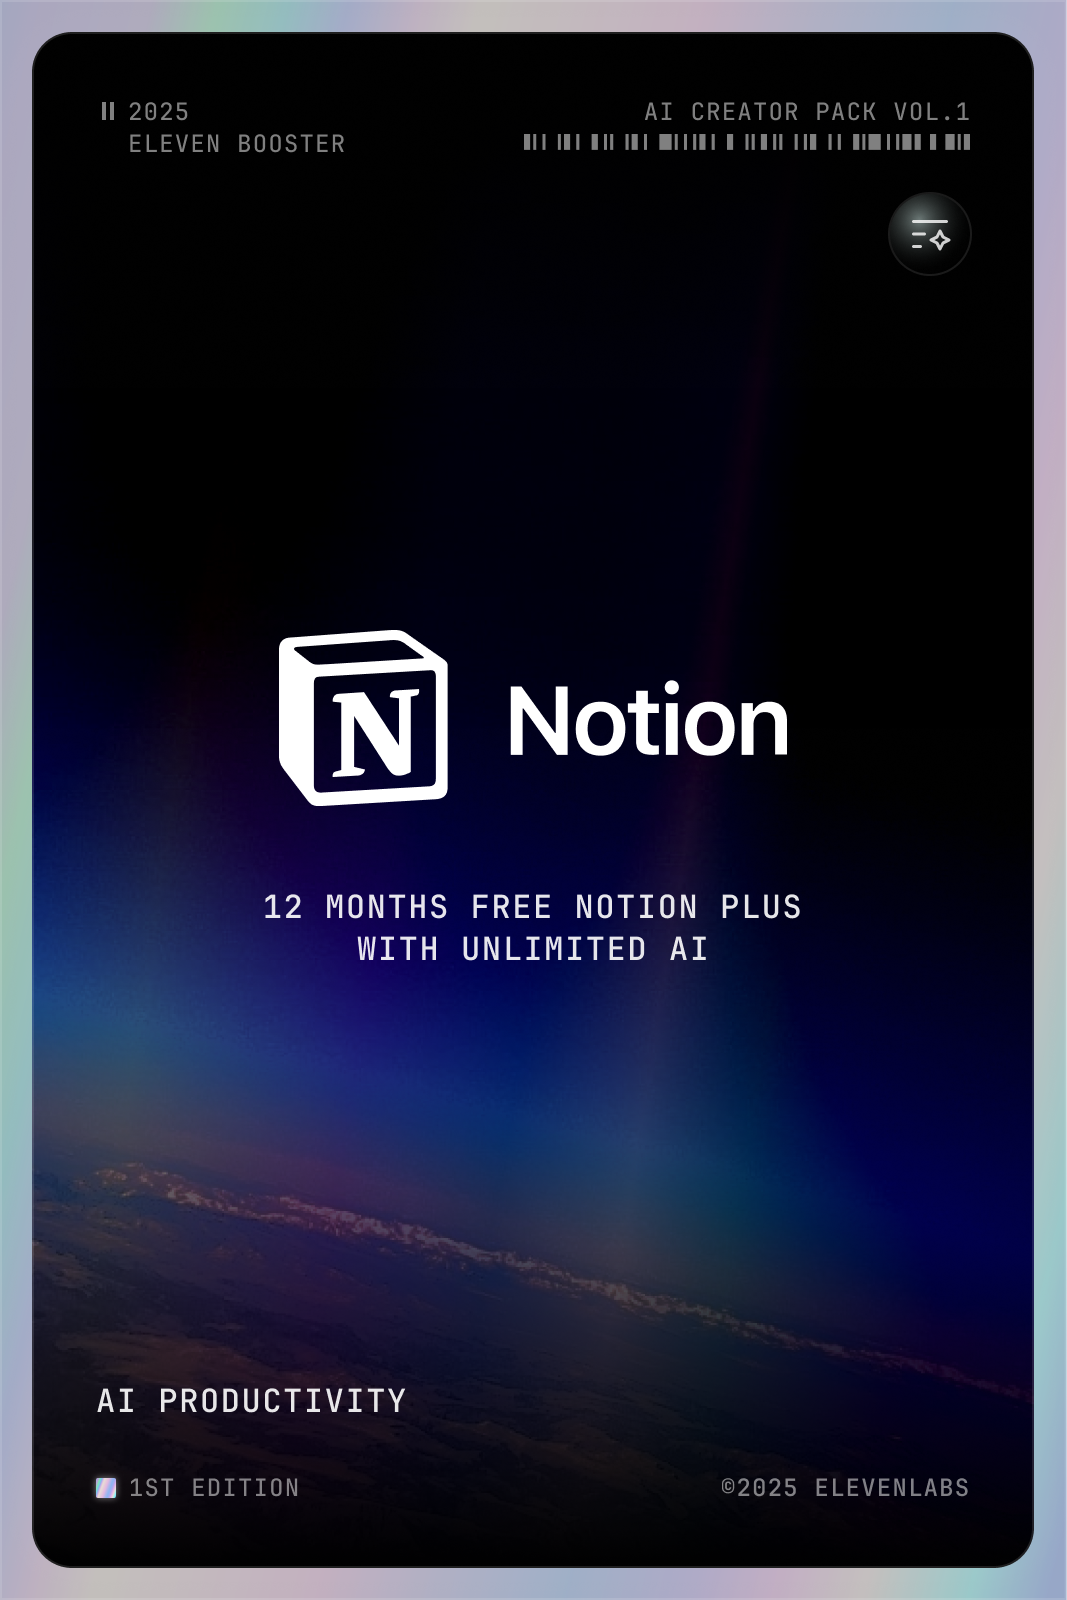 2025
ELEVEN BOOSTER
AI CREATOR PACK VOL.1
N Notion
12 MONTHS FREE NOTION PLUS
WITH UNLIMITED AI
AI PRODUCTIVITY
1ST EDITION
©2025 ELEVENLABS